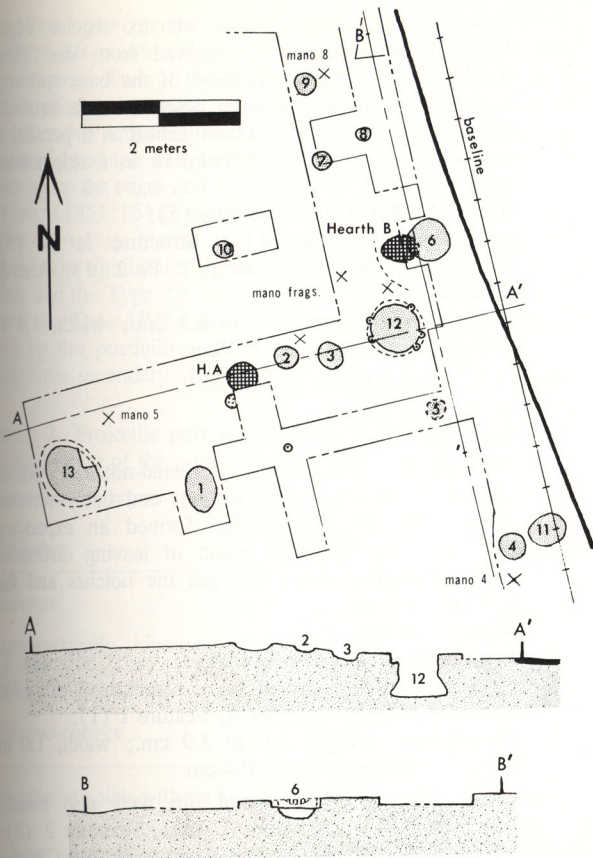 B
mano 8
9
8
2 meters
7
baseline
N
Hearth B
6
10
mano frags.
A'
12
H.A
2
3
A
mano 5
5
13
1
4
11
mano 4
A
2
3
A'
12
B
6
B'